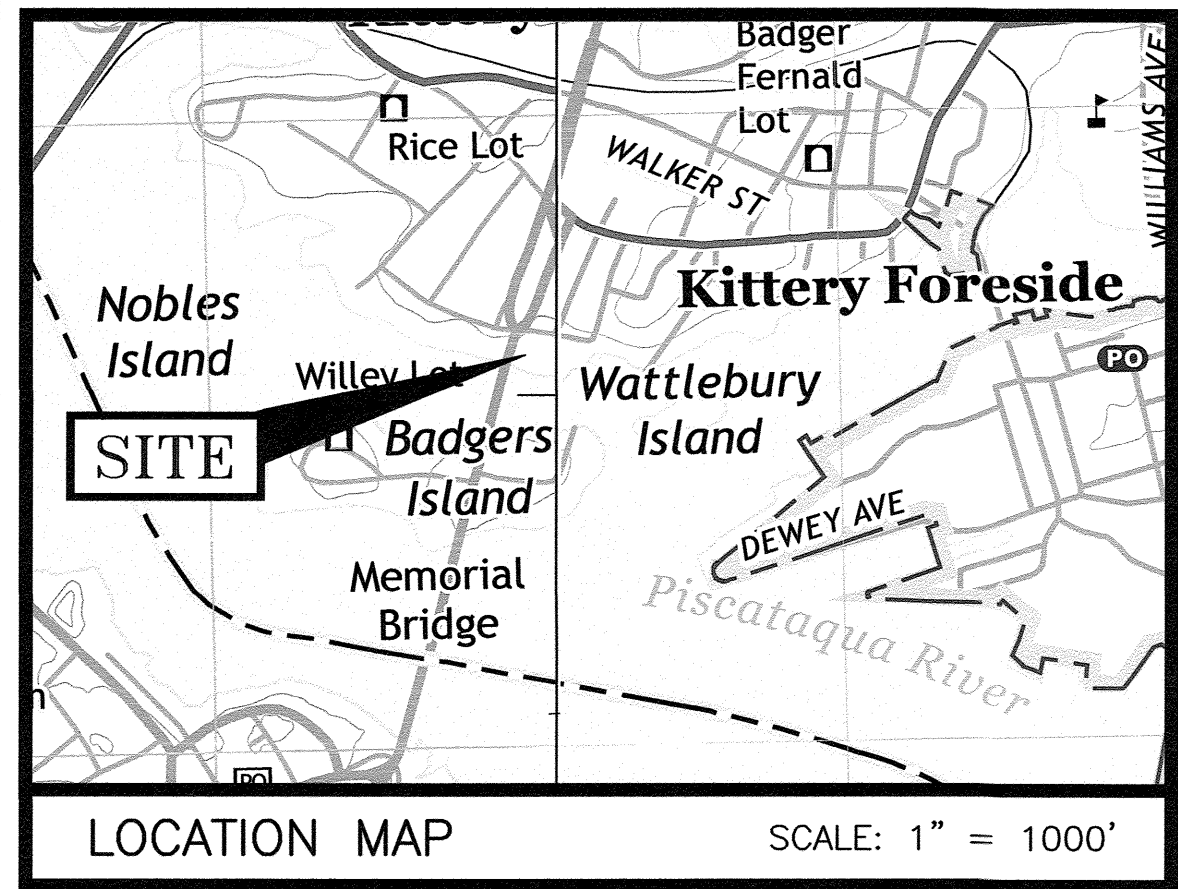 Kittery
Badger
Fernald
Lot
WILLIAMS AVE
Rice Lot
WALKER ST
Kittery Foreside
Nobles
Island
PO
Willey Lot
Wattlebury
Island
SITE
Badgers
Island
DEWEY AVE
Memorial
Bridge
Piscataqua River
PO
LOCATION MAP
SCALE: 1" = 1000'